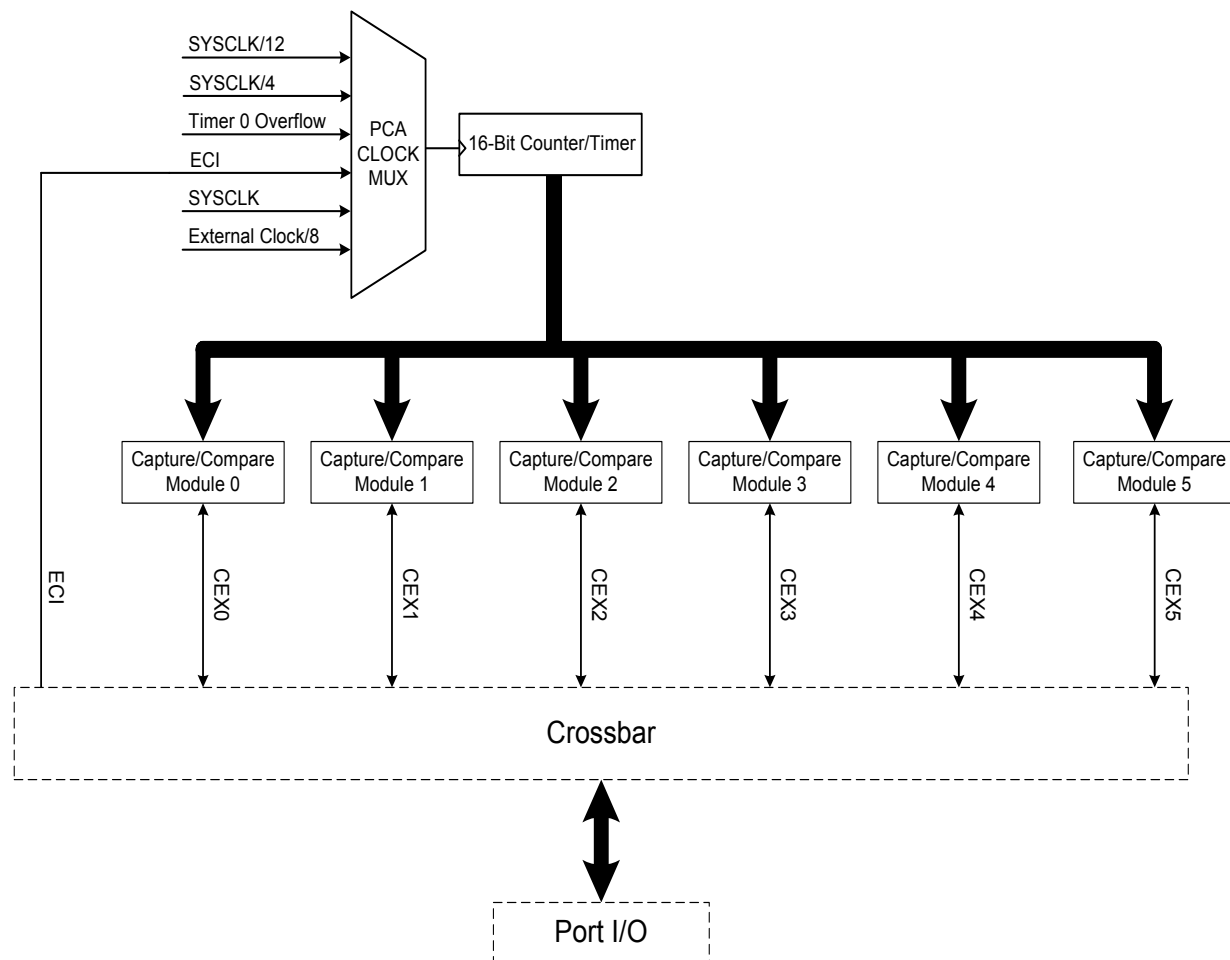 SYSCLK/12
SYSCLK/4
Timer 0 Overflow
ECI
SYSCLK
External Clock/8
PCA
CLOCK
MUX
16-Bit Counter/Timer
Capture/Compare
Module 0
Capture/Compare
Module 1
Capture/Compare
Module 2
Capture/Compare
Module 3
Capture/Compare
Module 4
Capture/Compare
Module 5
ECI
CEX0
CEX1
CEX2
CEX3
CEX4
CEX5
Crossbar
Port I/O